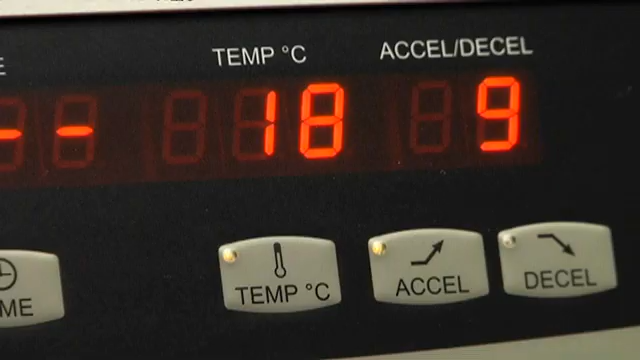 TEMP °C ACCEL/DECEL
-- 18 9
TEMP °C ACCEL DECEL